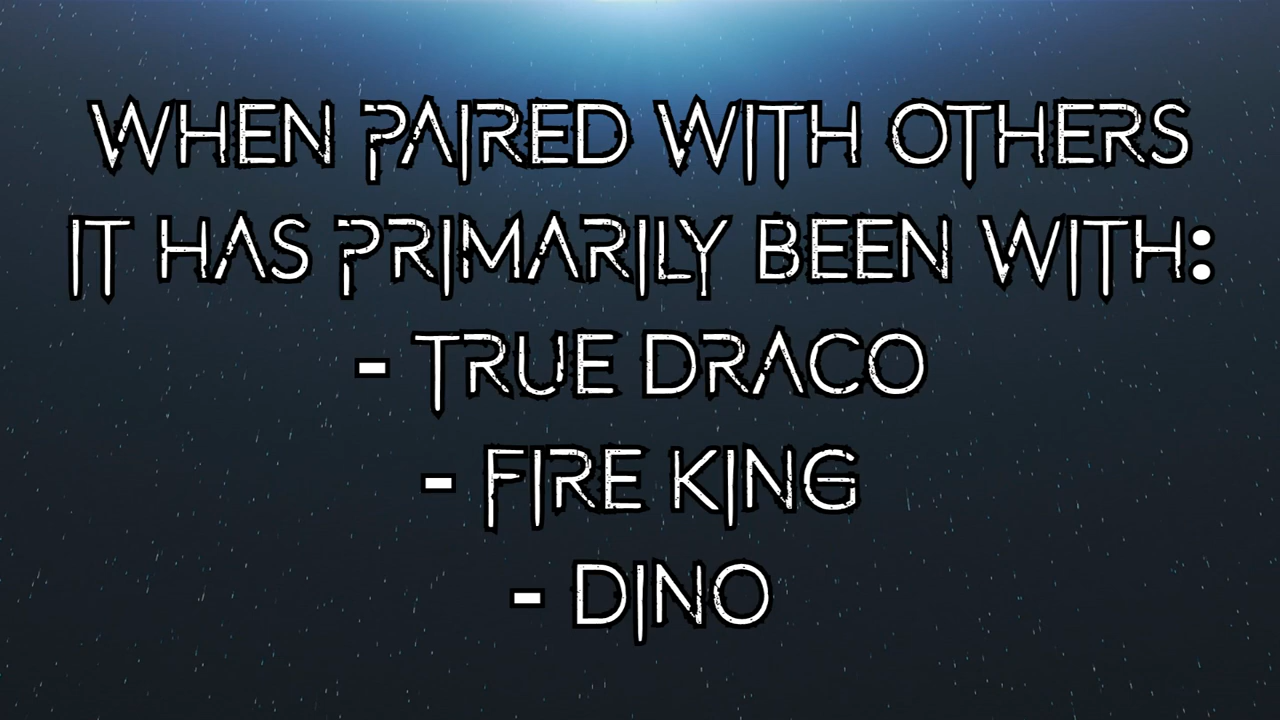 WHEN PAIRED WITH OTHERS
IT HAS PRIMARILY BEEN WITH:
- TRUE DRACO
- FIRE KING
- DINO